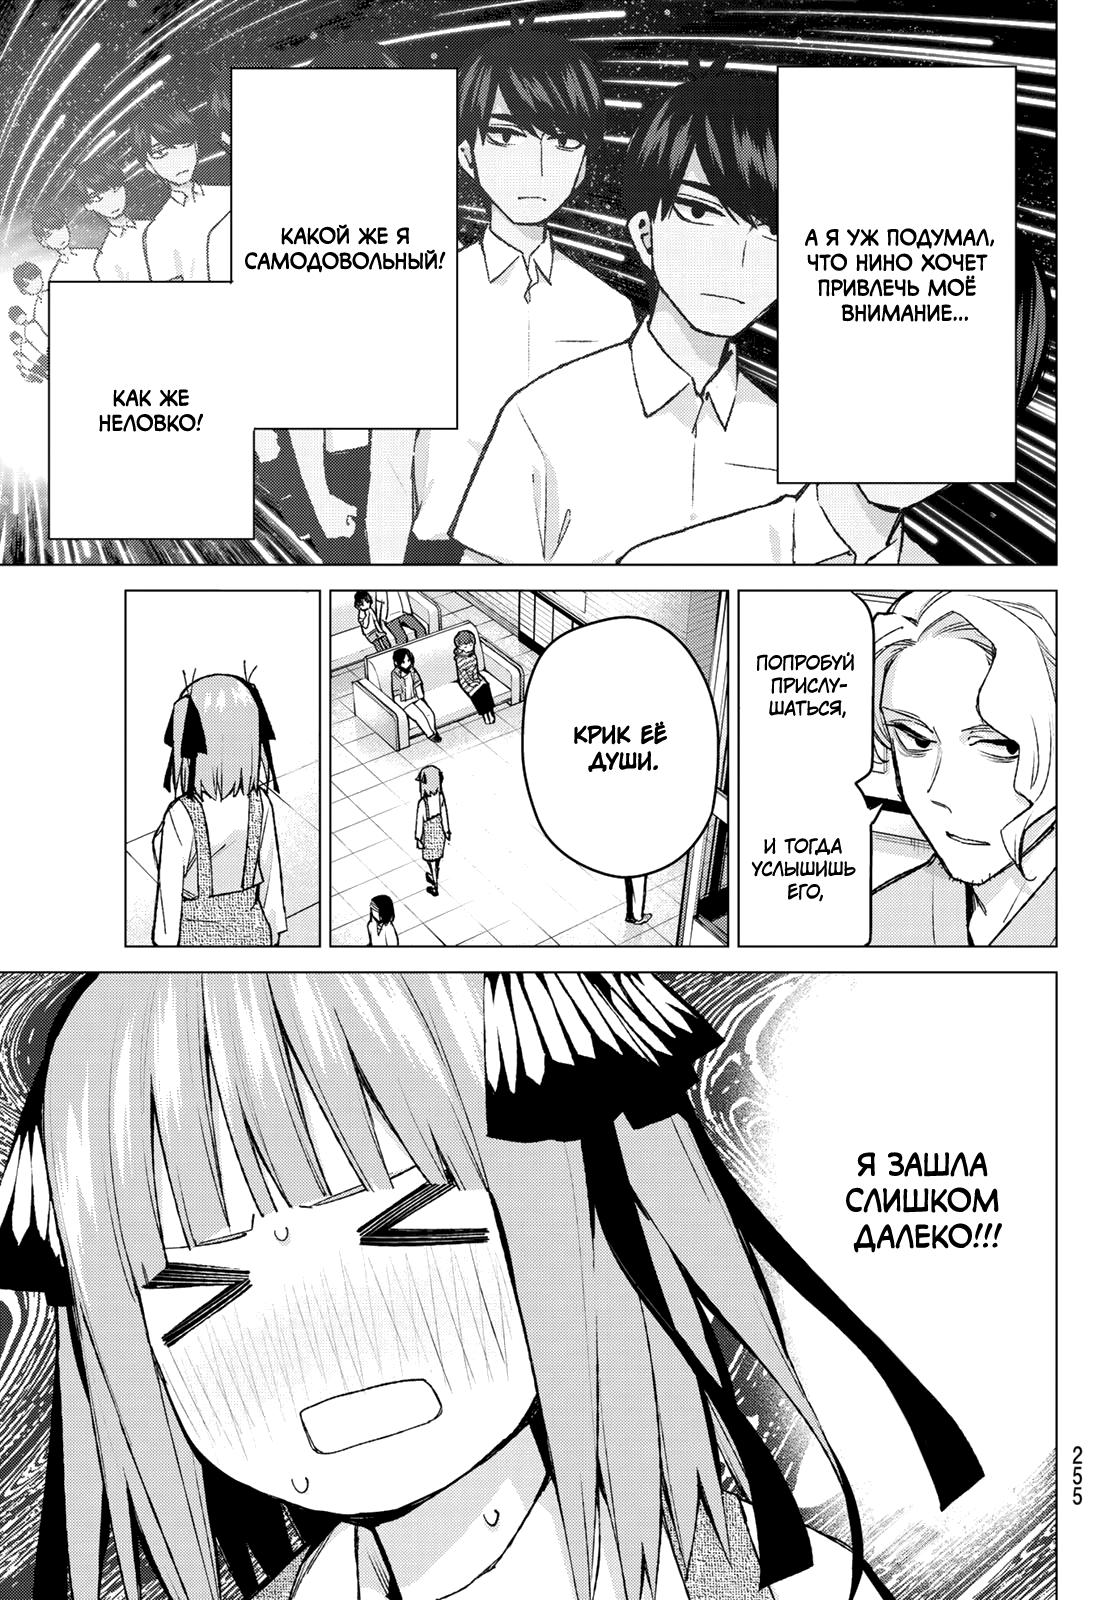 А Я УЖ ПОДУМАЛ,
ЧТО НИНО ХОЧЕТ
ПРИВЛЕЧЬ МОЁ
ВНИМАНИЕ...
КАКОЙ ЖЕ Я
САМОДОВОЛЬНЫЙ!
КАК ЖЕ
НЕЛОВКО!
ПОПРОБУЙ
ПРИСЛУ-
ШАТЬСЯ,
И ТОГДА
УСЛЫШИШЬ
ЕГО,
КРИК ЕЁ
ДУШИ.
Я ЗАШЛА
СЛИШКОМ
ДАЛЕКО!!!
255